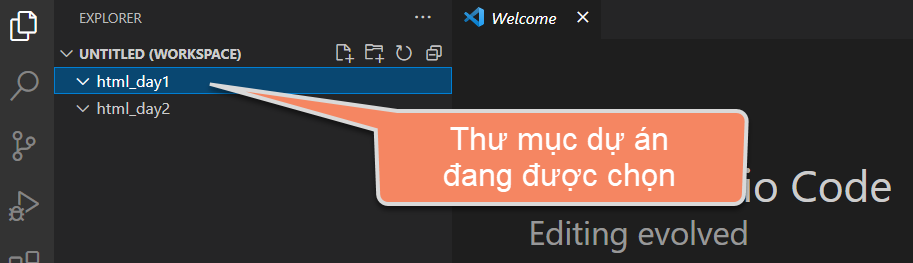 EXPLORER
Welcome
UNTITLED (WORKSPACE)
html_day1
html_day2
Thư mục dự án
đang được chọn
io Code
Editing evolved